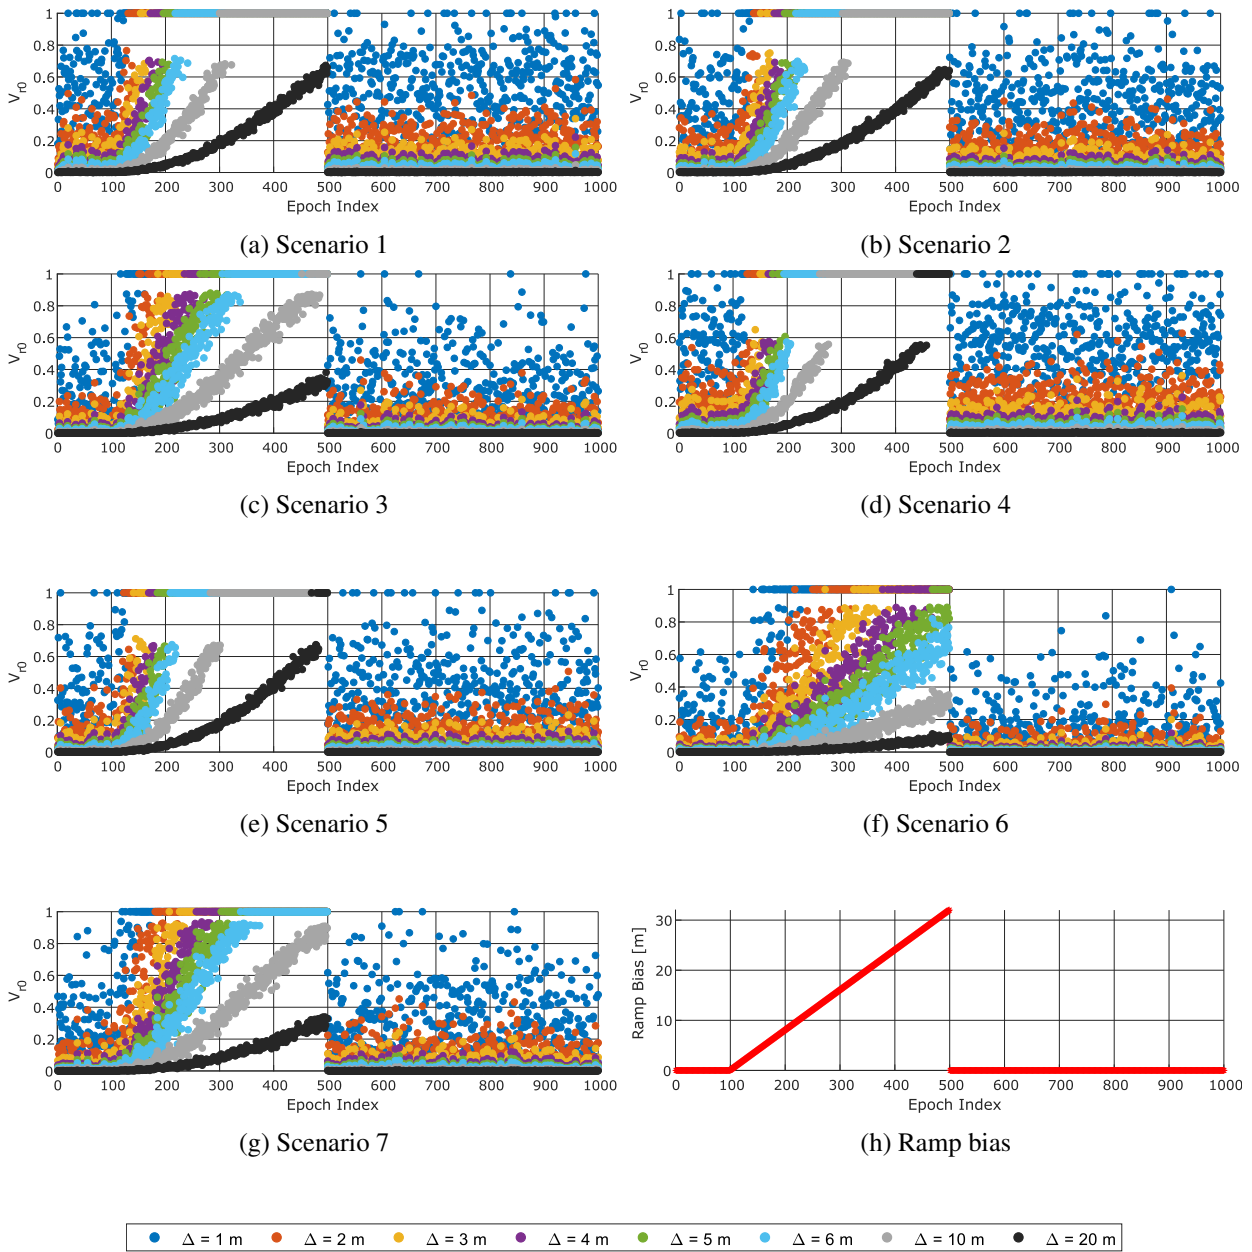 1
0.8
0.6
0.4
0.2
0
V_r0
0 100 200 300 400 500 600 700 800 900 1000
Epoch Index
(a) Scenario 1
1
0.8
0.6
0.4
0.2
0
V_r0
0 100 200 300 400 500 600 700 800 900 1000
Epoch Index
(b) Scenario 2
1
0.8
0.6
0.4
0.2
0
V_r0
0 100 200 300 400 500 600 700 800 900 1000
Epoch Index
(c) Scenario 3
1
0.8
0.6
0.4
0.2
0
V_r0
0 100 200 300 400 500 600 700 800 900 1000
Epoch Index
(d) Scenario 4
1
0.8
0.6
0.4
0.2
0
V_r0
0 100 200 300 400 500 600 700 800 900 1000
Epoch Index
(e) Scenario 5
1
0.8
0.6
0.4
0.2
0
V_r0
0 100 200 300 400 500 600 700 800 900 1000
Epoch Index
(f) Scenario 6
1
0.8
0.6
0.4
0.2
0
V_r0
0 100 200 300 400 500 600 700 800 900 1000
Epoch Index
(g) Scenario 7
30
20
10
0
Ramp Bias [m]
0 100 200 300 400 500 600 700 800 900 1000
Epoch Index
(h) Ramp bias
Δ = 1 m Δ = 2 m Δ = 3 m Δ = 4 m Δ = 5 m Δ = 6 m Δ = 10 m Δ = 20 m